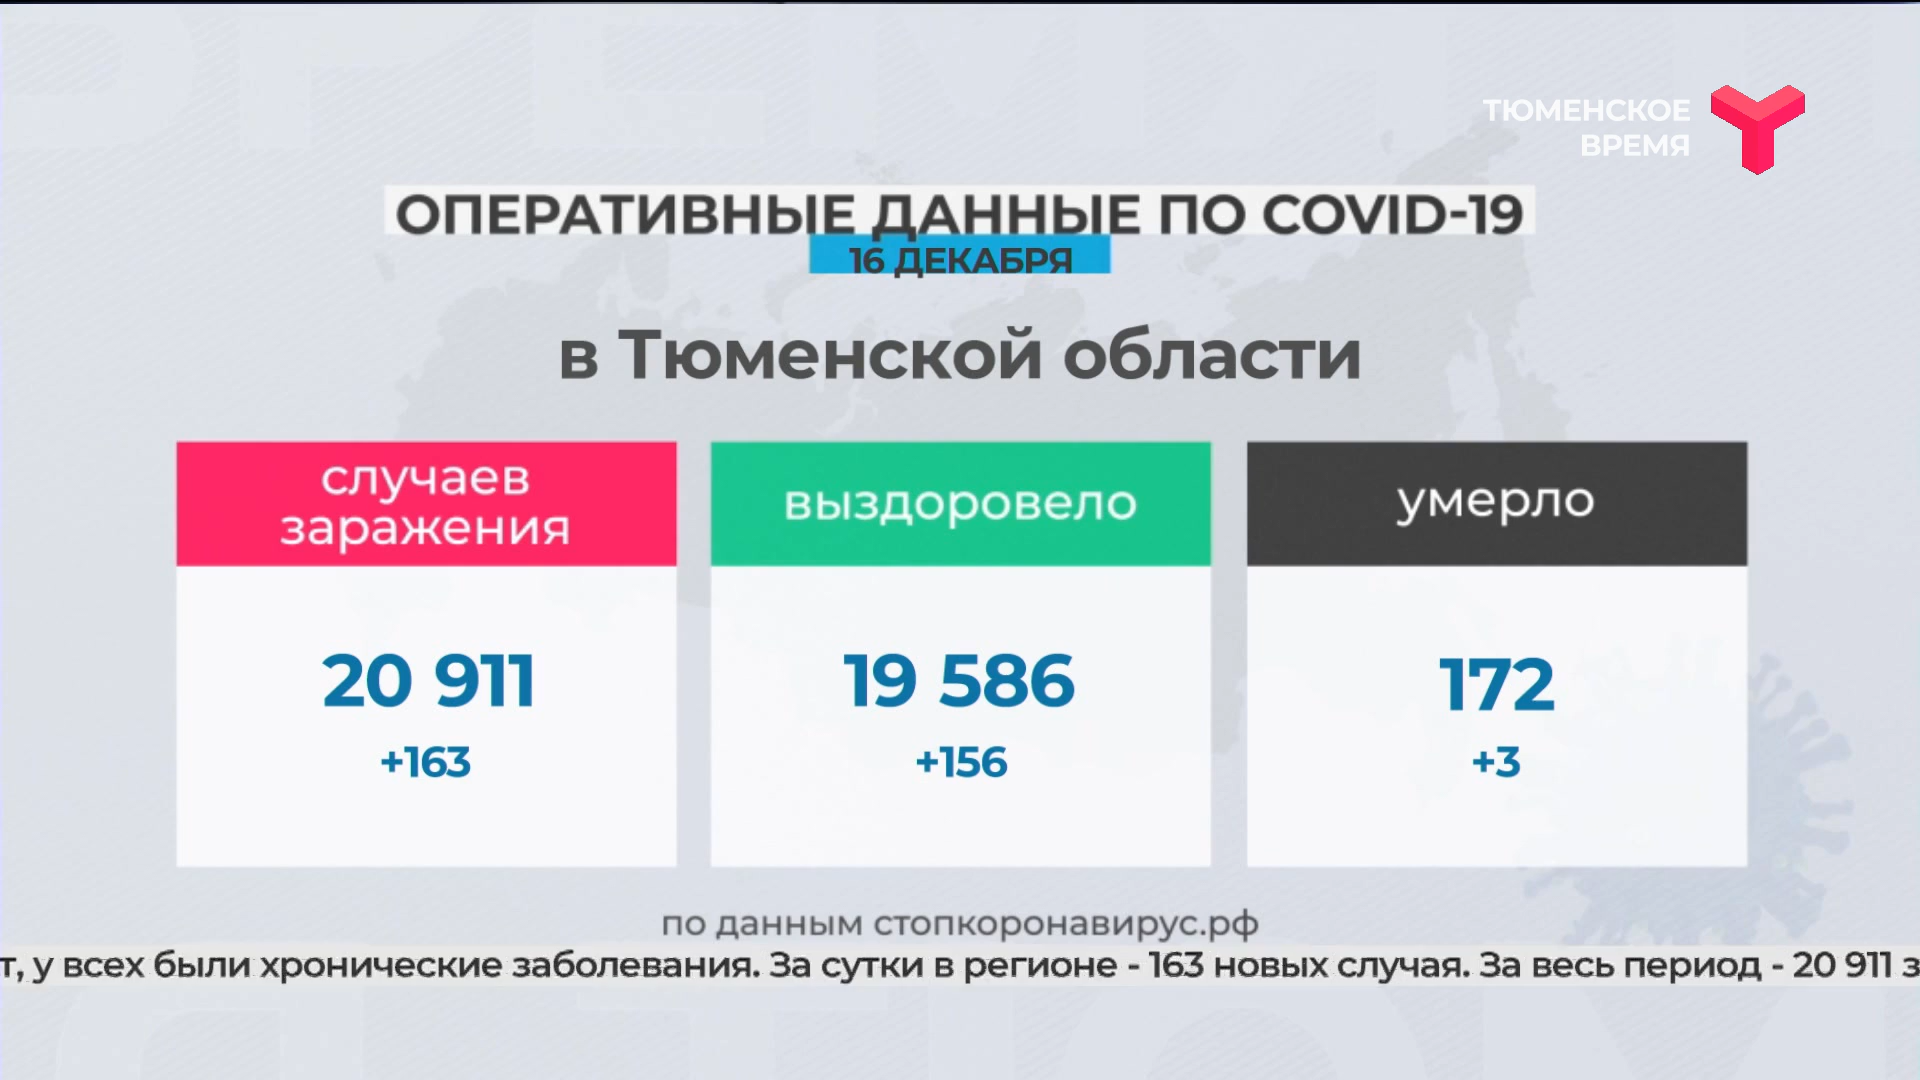 ТЮМЕНСКОЕ
ВРЕМЯ
ОПЕРАТИВНЫЕ ДАННЫЕ ПО COVID-19
16 ДЕКАБРЯ
в Тюменской области
случаев
заражения
20 911
+163
выздоровело
19 586
+156
умерло
172
+3
по данным стопкоронавирус.рф
т, у всех были хронические заболевания. За сутки в регионе - 163 новых случая. За весь период - 20 911 з